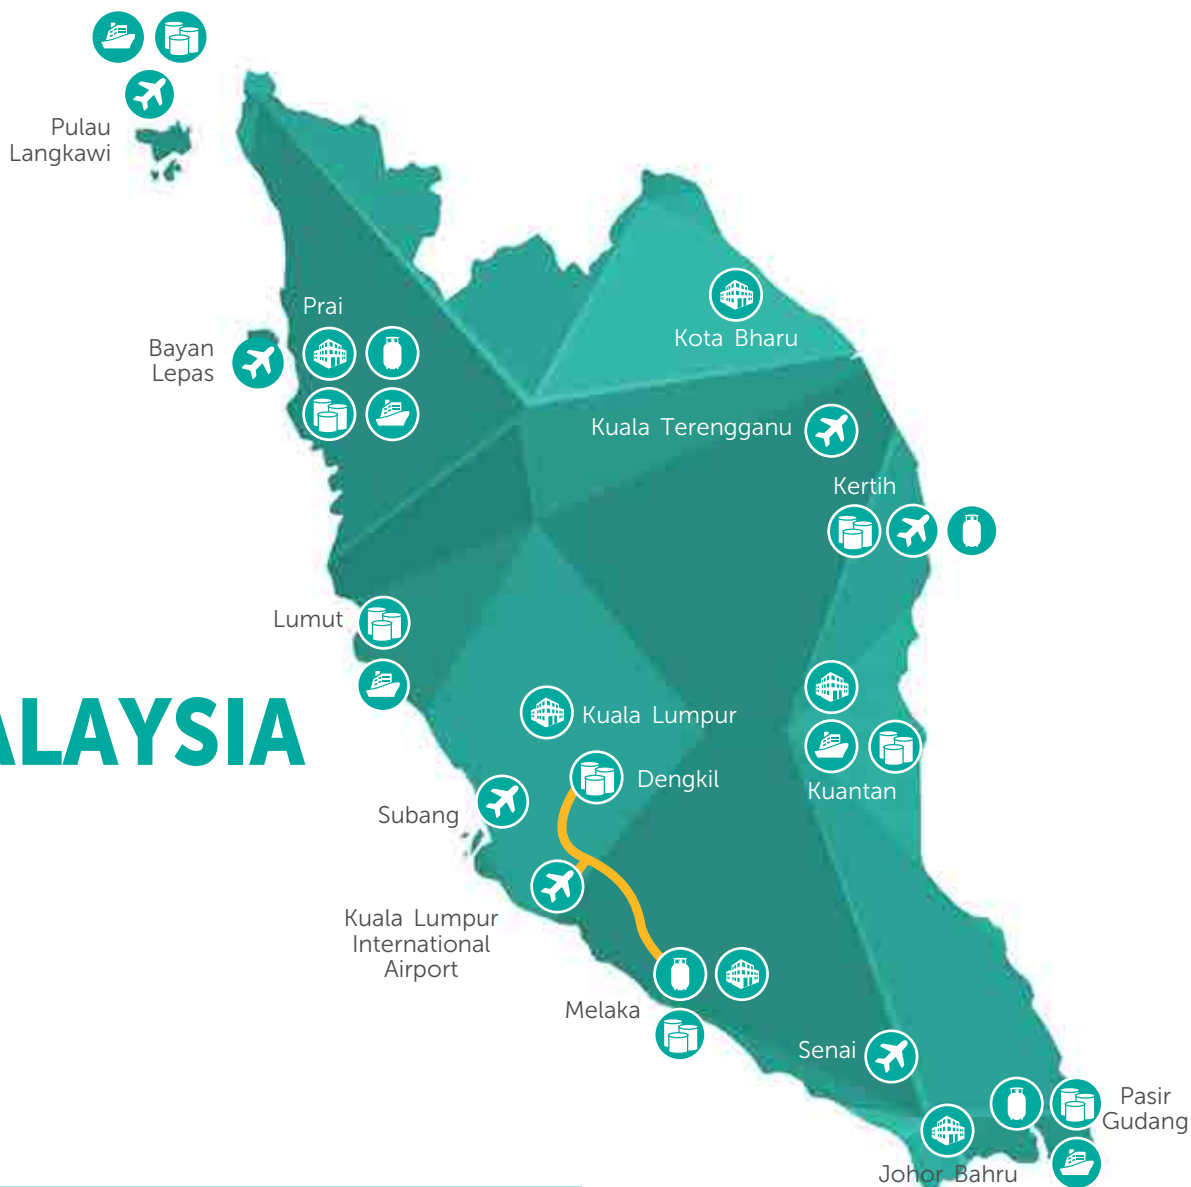 Pulau
Langkawi
Prai
Bayan
Lepas
Kota Bharu
Kuala Terengganu
Kertih
Lumut
ALAYSIA
Kuala Lumpur
Dengkil
Kuantan
Subang
Kuala Lumpur
International
Airport
Melaka
Senai
Pasir
Gudang
Johor Bahru